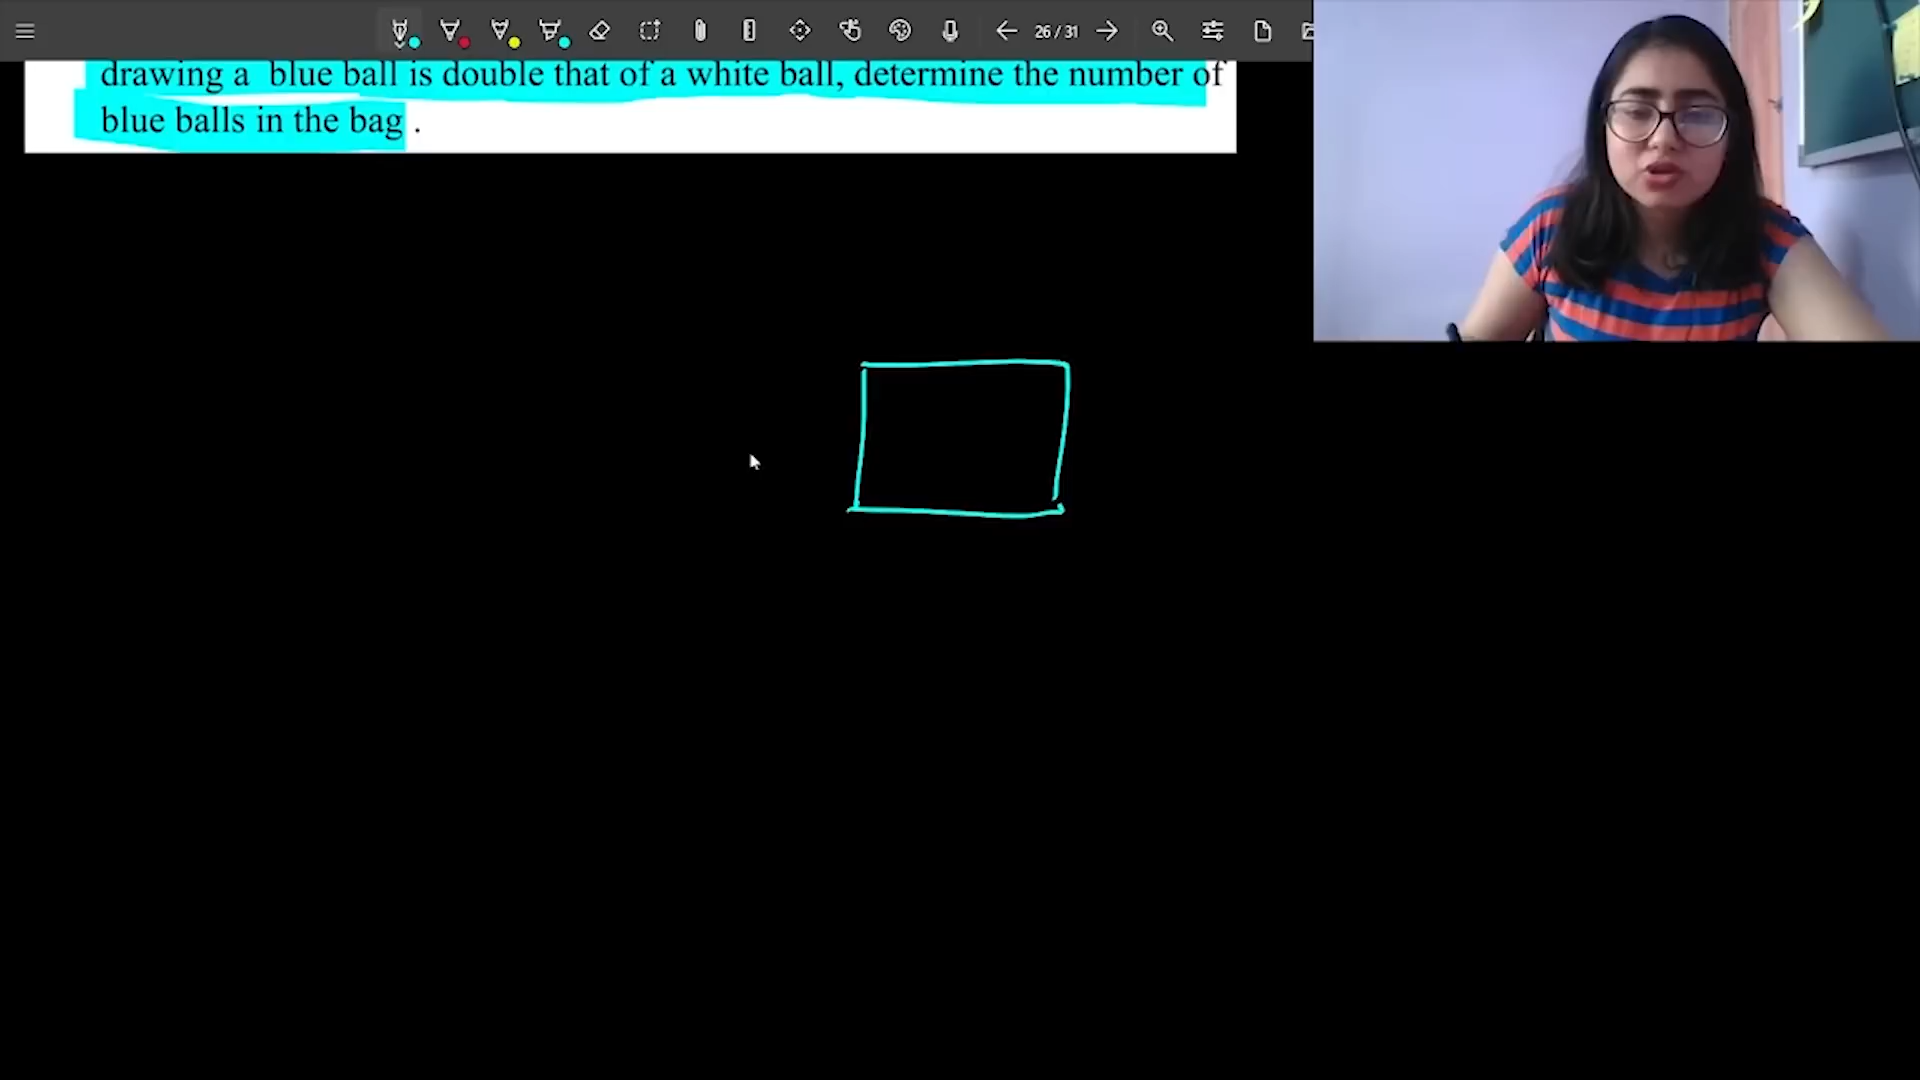 26 / 31
drawing a blue ball is double that of a white ball, determine the number of
blue balls in the bag .